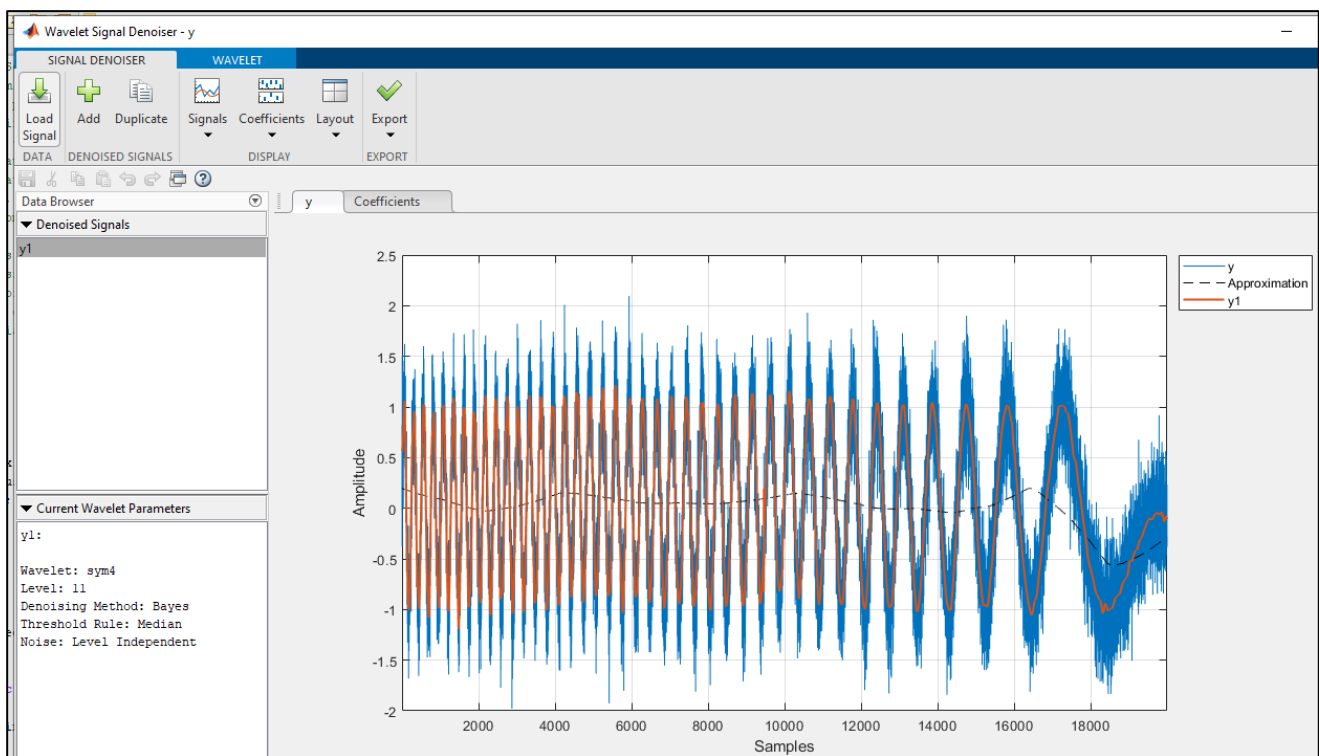 Wavelet Signal Denoiser - y
SIGNAL DENOISER WAVELET
Load Signal Add Duplicate Signals Coefficients Layout Export
DATA DENOISED SIGNALS DISPLAY EXPORT
Data Browser
y Coefficients
Denoised Signals
y1
Current Wavelet Parameters
y1:
Wavelet: sym4
Level: 11
Denoising Method: Bayes
Threshold Rule: Median
Noise: Level Independent
2.5
2
1.5
1
0.5
0
-0.5
-1
-1.5
-2
Amplitude
2000 4000 6000 8000 10000 12000 14000 16000 18000
Samples
y
Approximation
y1